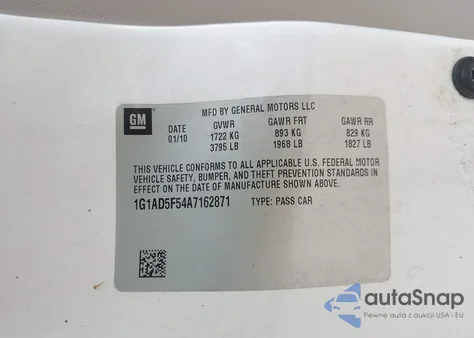 GM
MFD BY GENERAL MOTORS LLC
DATE GVWR GAWR FRT GAWR RR
01/10 1722 KG 893 KG 829 KG
3795 LB 1968 LB 1827 LB
THIS VEHICLE CONFORMS TO ALL APPLICABLE U.S. FEDERAL MOTOR
VEHICLE SAFETY, BUMPER, AND THEFT PREVENTION STANDARDS IN
EFFECT ON THE DATE OF MANUFACTURE SHOWN ABOVE.
1G1AD5F54A7162871 TYPE: PASS CAR
autoSnap
Pewne auta z aukcji USA i EU